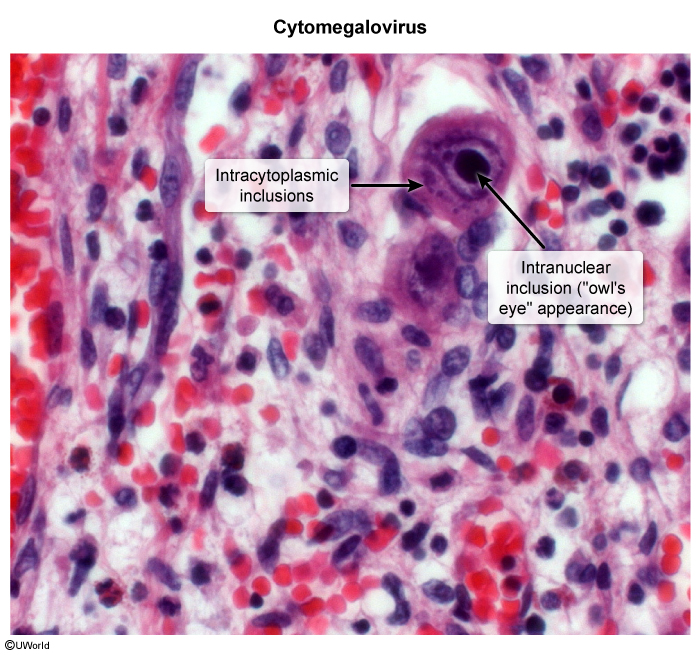 Cytomegalovirus
Intracytoplasmic
inclusions
Intranuclear
inclusion ("owl's
eye" appearance)
©UWorld